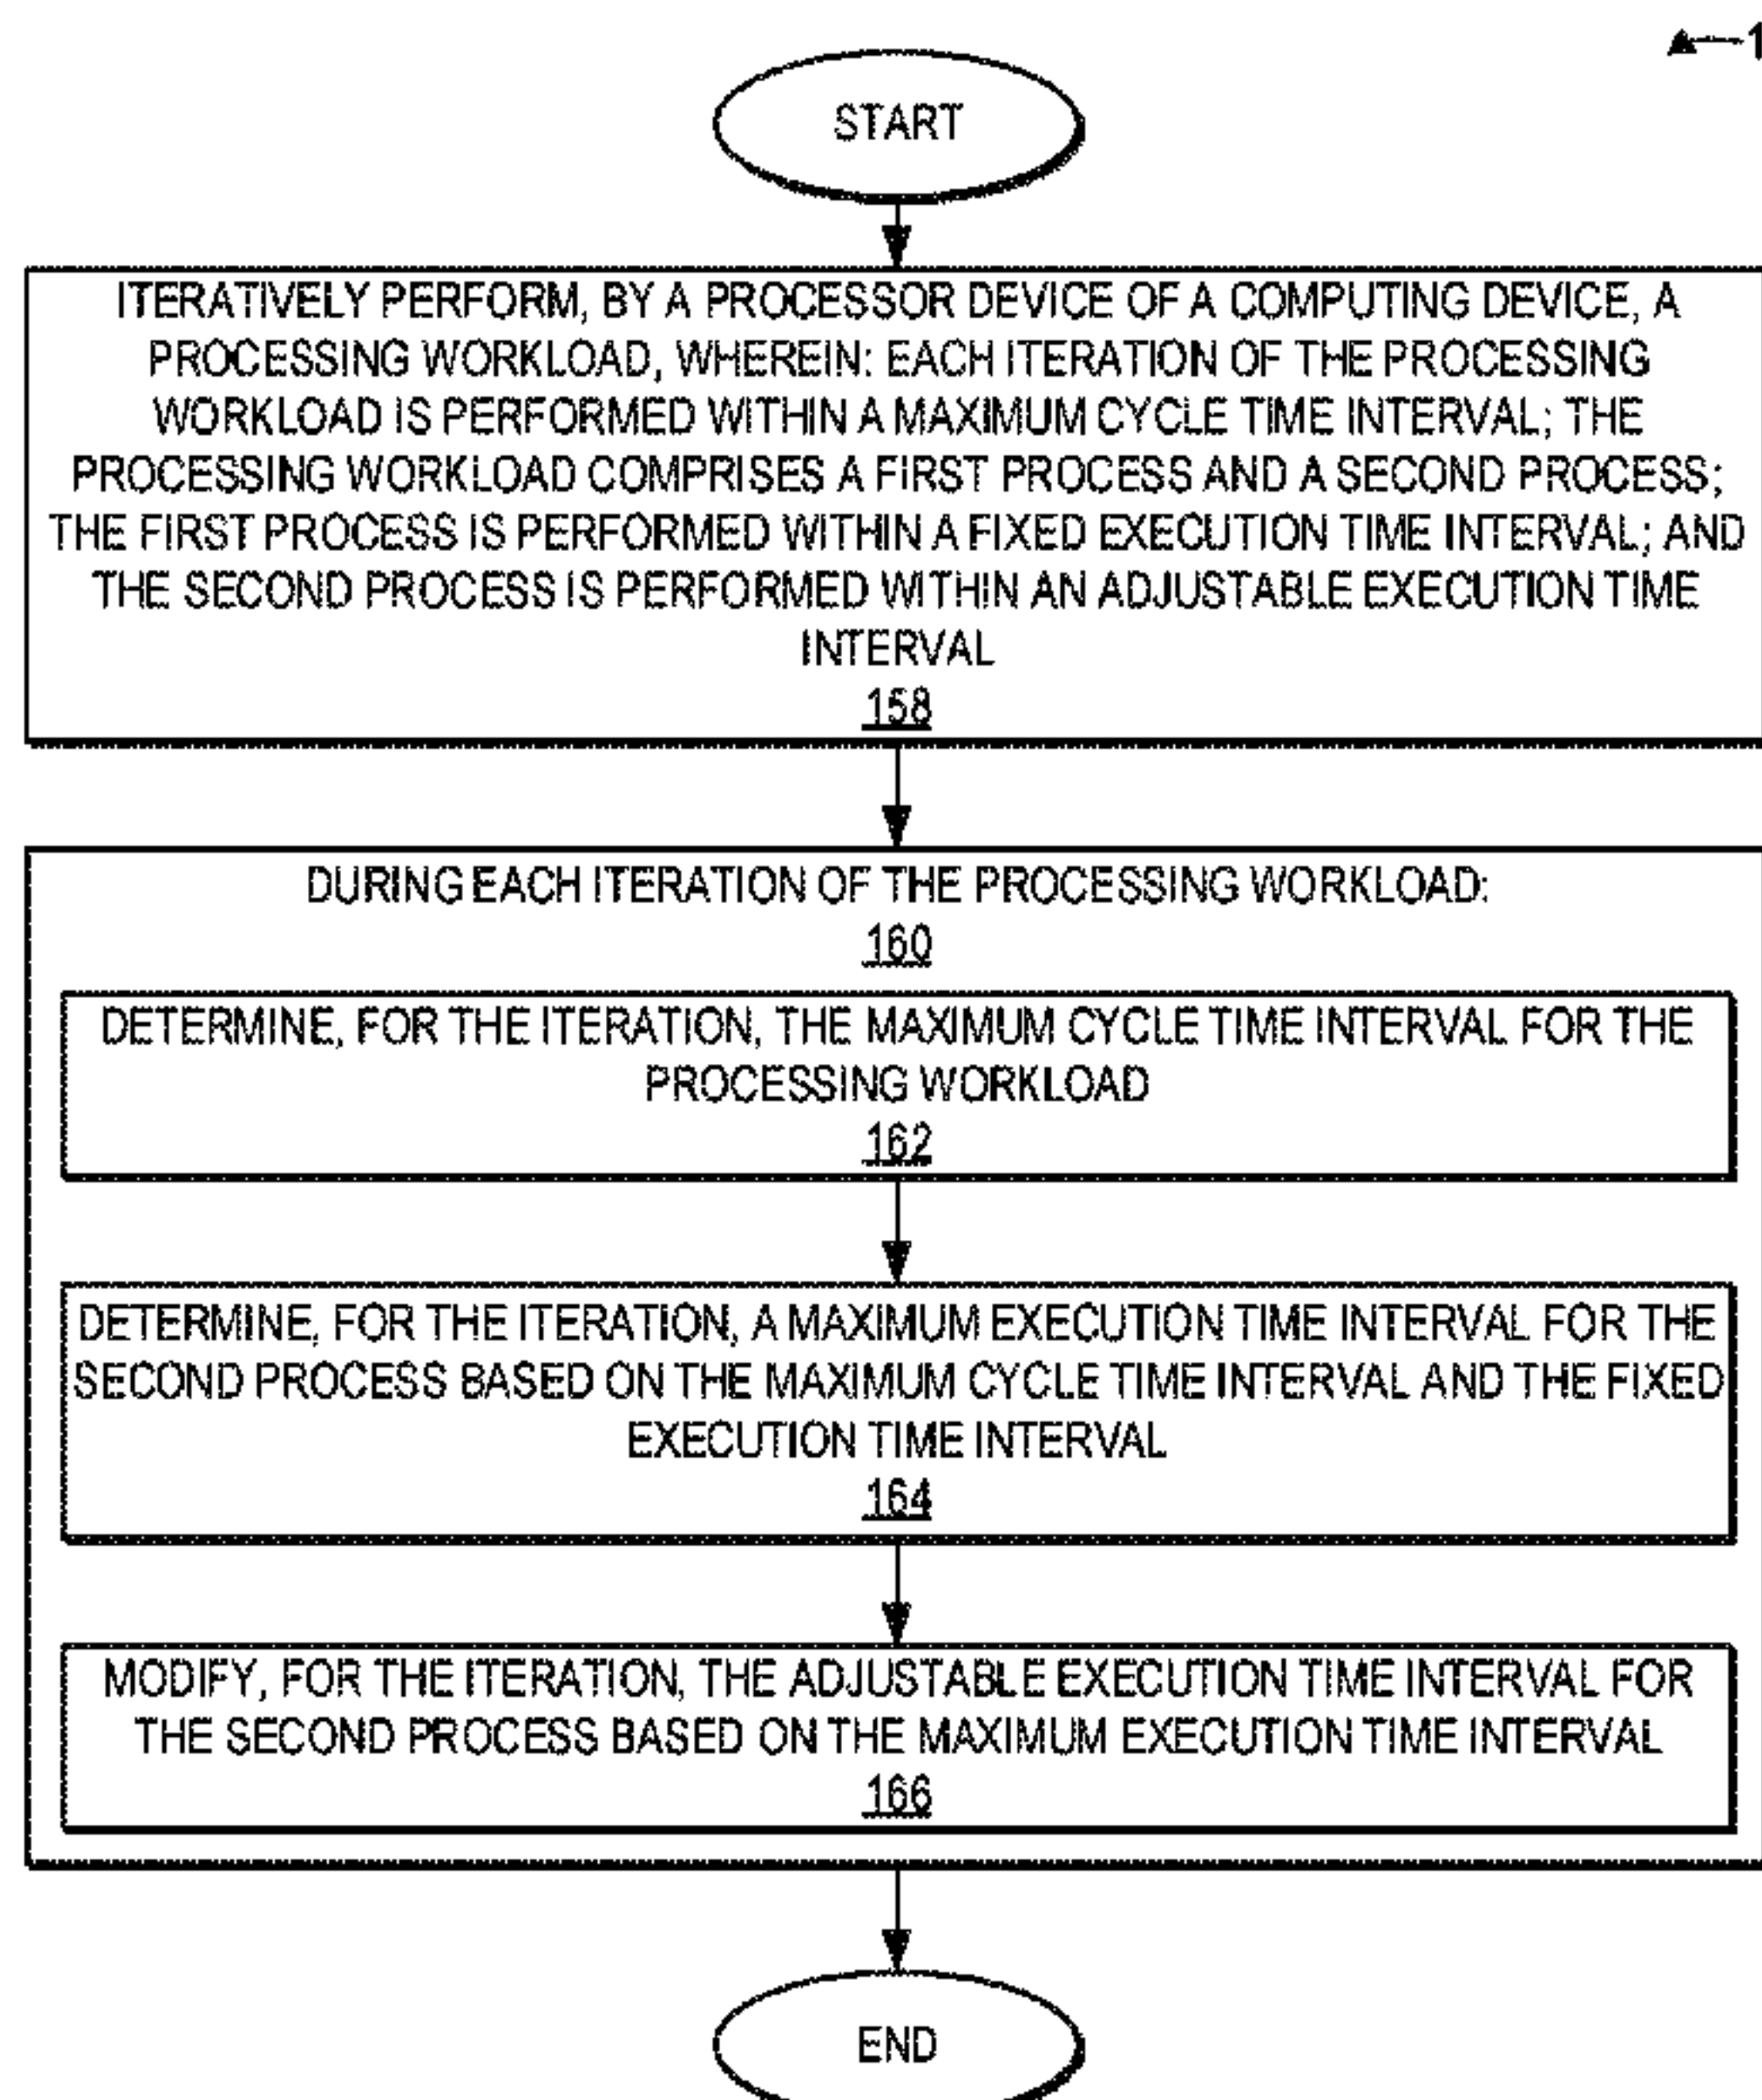 START
ITERATIVELY PERFORM, BY A PROCESSOR DEVICE OF A COMPUTING DEVICE, A
PROCESSING WORKLOAD, WHEREIN: EACH ITERATION OF THE PROCESSING
WORKLOAD IS PERFORMED WITHIN A MAXIMUM CYCLE TIME INTERVAL; THE
PROCESSING WORKLOAD COMPRISES A FIRST PROCESS AND A SECOND PROCESS;
THE FIRST PROCESS IS PERFORMED WITHIN A FIXED EXECUTION TIME INTERVAL; AND
THE SECOND PROCESS IS PERFORMED WITHIN AN ADJUSTABLE EXECUTION TIME
INTERVAL
158
DURING EACH ITERATION OF THE PROCESSING WORKLOAD:
160
DETERMINE, FOR THE ITERATION, THE MAXIMUM CYCLE TIME INTERVAL FOR THE
PROCESSING WORKLOAD
162
DETERMINE, FOR THE ITERATION, A MAXIMUM EXECUTION TIME INTERVAL FOR THE
SECOND PROCESS BASED ON THE MAXIMUM CYCLE TIME INTERVAL AND THE FIXED
EXECUTION TIME INTERVAL
164
MODIFY, FOR THE ITERATION, THE ADJUSTABLE EXECUTION TIME INTERVAL FOR
THE SECOND PROCESS BASED ON THE MAXIMUM EXECUTION TIME INTERVAL
166
END